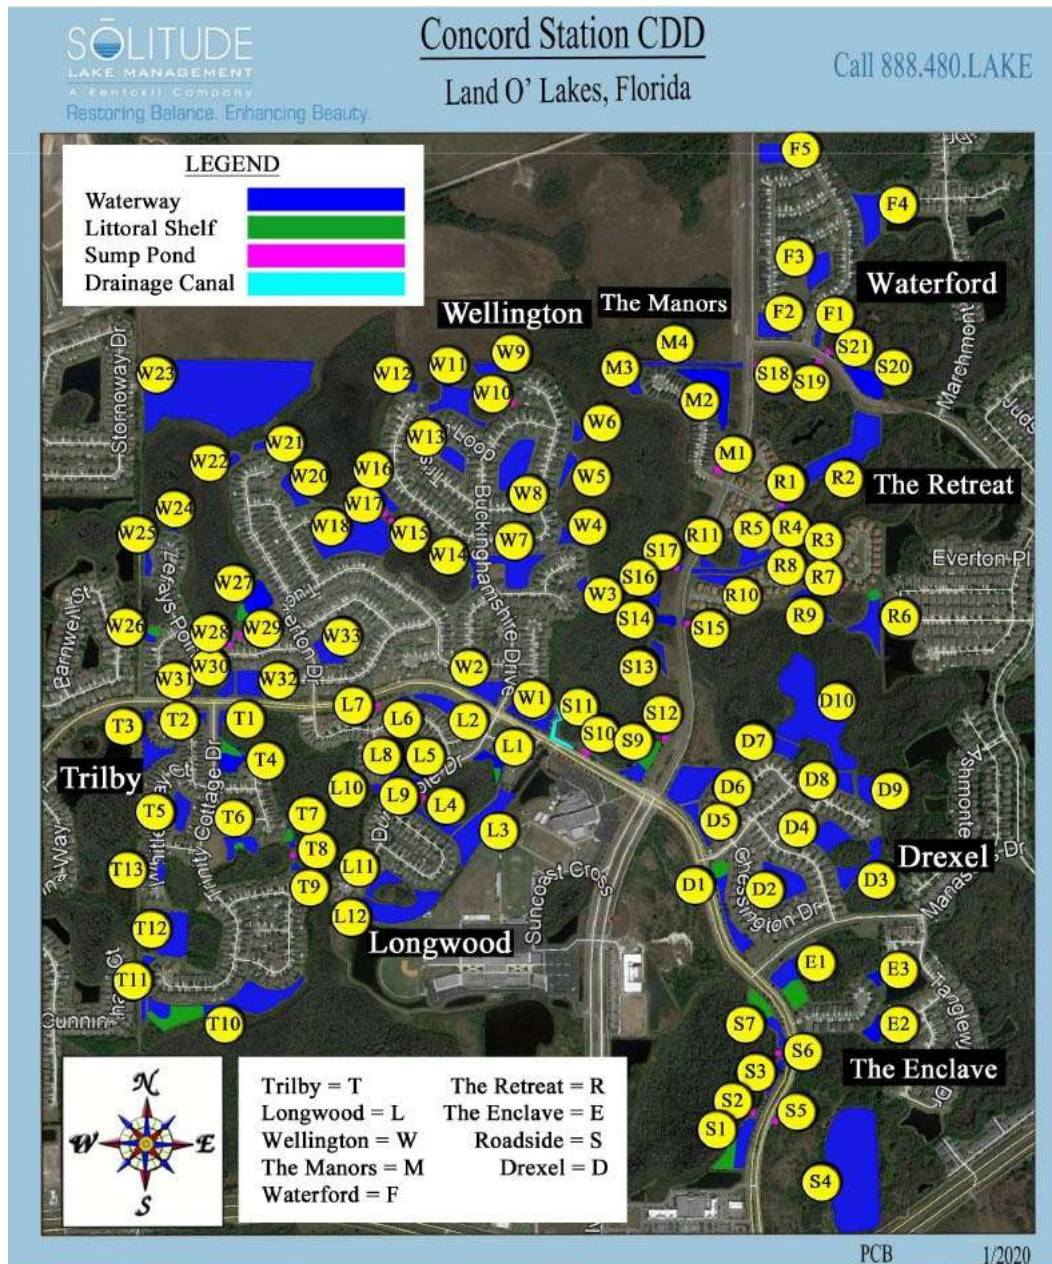 SŌLITUDE
LAKE MANAGEMENT
A Rentokil Company
Restoring Balance. Enhancing Beauty.
Concord Station CDD
Land O' Lakes, Florida
Call 888.480.LAKE
LEGEND
Waterway
Littoral Shelf
Sump Pond
Drainage Canal
F5
F4
F3
Waterford
F2
F1
S21
S20
S18
S19
Marchmont
Stornoway Dr
Wellington
The Manors
W23
W12
W11
W9
W10
M3
M4
M2
W6
M1
W13
Loop
W21
W22
W20
W16
W17
W18
W15
W14
W8
W5
W7
W4
Buckinghamshire Drive
R1
R2
The Retreat
R5
R4
R3
R11
R8
R7
R10
R9
R6
Everton Pl
W24
W25
W27
W26
W28
W29
W33
W30
W31
W32
S17
S16
W3
S14
S15
S13
W2
W1
S11
S12
S10
S9
D10
D7
L7
L6
L2
L1
L8
L5
L10
L9
L4
L3
L11
L12
Longwood
T3
T2
T1
T4
Trilby
T5
T6
T7
T8
T9
T13
T12
T11
T10
Trinity Cottage Dr
Suncoast Cross
D6
D5
D8
D9
D4
Drexel
D1
D2
D3
Chessington Dr
E1
E3
E2
The Enclave
S7
S6
S3
S2
S1
S5
S4
N
W
E
S
Trilby = T
Longwood = L
Wellington = W
The Manors = M
Waterford = F
The Retreat = R
The Enclave = E
Roadside = S
Drexel = D
PCB
1/2020